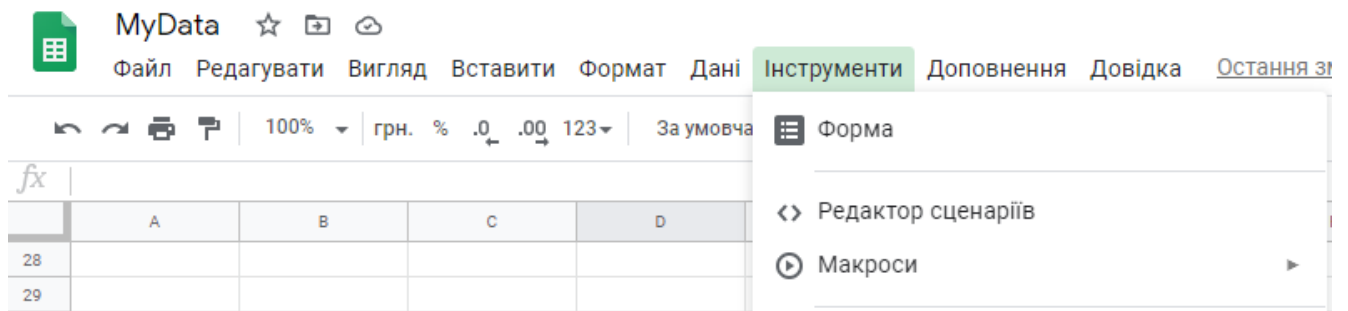 MyData
Файл Редагувати Вигляд Вставити Формат Дані Інструменти Доповнення Довідка Остання
100% грн. % .0 .00 123 За умовча
Форма
fx
Редактор сценаріїв
A B C D
Макроси
28
29